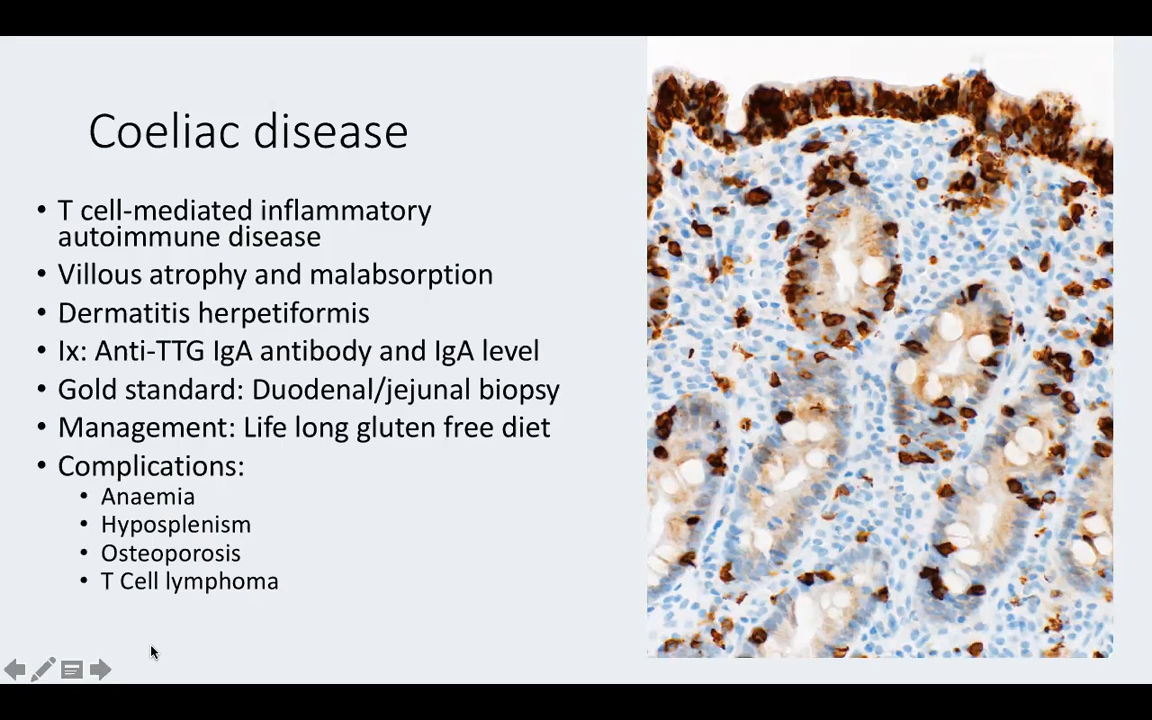 Coeliac disease
• T cell-mediated inflammatory
autoimmune disease
• Villous atrophy and malabsorption
• Dermatitis herpetiformis
• Ix: Anti-TTG IgA antibody and IgA level
• Gold standard: Duodenal/jejunal biopsy
• Management: Life long gluten free diet
• Complications:
• Anaemia
• Hyposplenism
• Osteoporosis
• T Cell lymphoma